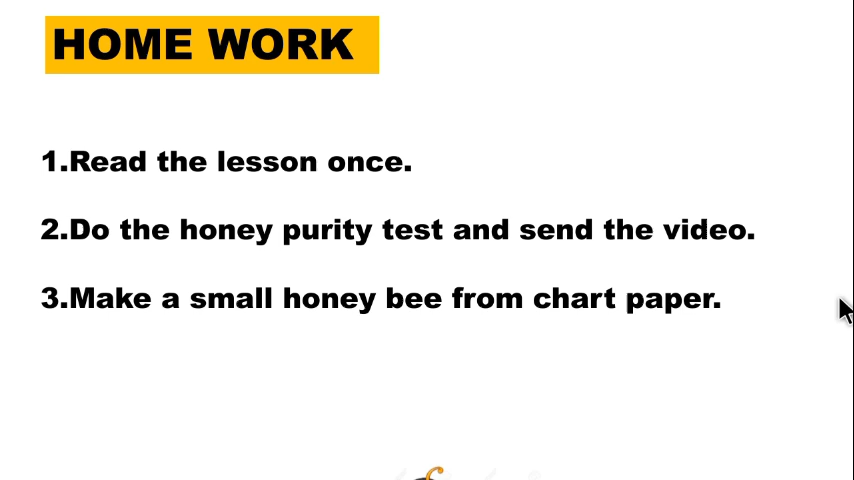 HOME WORK
1.Read the lesson once.
2.Do the honey purity test and send the video.
3.Make a small honey bee from chart paper.